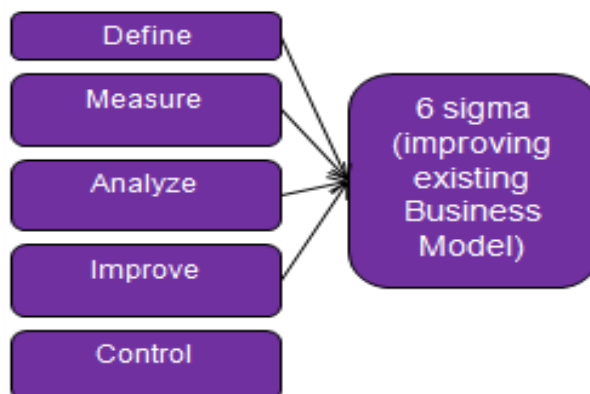 Define
Measure
Analyze
Improve
Control
6 sigma
(improving
existing
Business
Model)